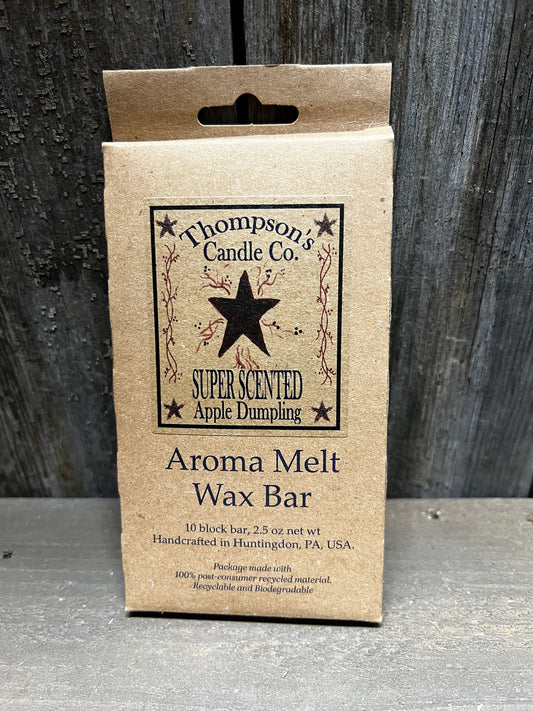 Thompson's
Candle Co.
SUPER SCENTED
Apple Dumpling
Aroma Melt
Wax Bar
10 block bar, 2.5 oz net wt
Handcrafted in Huntingdon, PA, USA.
Package made with
100% post-consumer recycled material.
Recyclable and Biodegradable